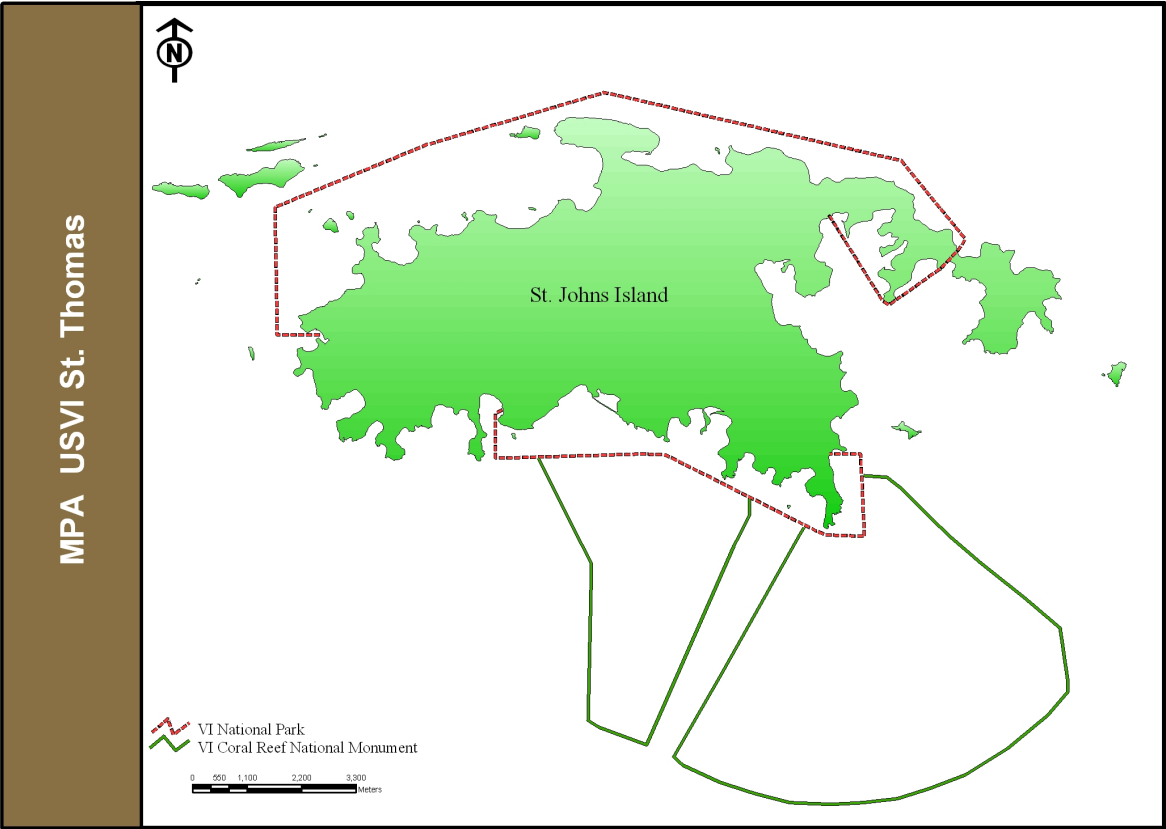 MPA USVI St. Thomas
N
St. Johns Island
VI National Park
VI Coral Reef National Monument
0 550 1,100 2,200 3,300
Meters